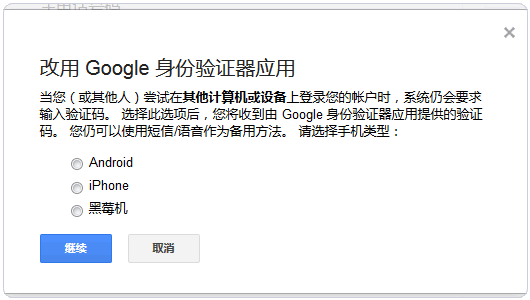 改用 Google 身份验证器应用
当您（或其他人）尝试在其他计算机或设备上登录您的帐户时，系统仍会要求
输入验证码。 选择此选项后，您将收到由 Google 身份验证器应用提供的验证
码。 您仍可以使用短信/语音作为备用方法。 请选择手机类型：
Android
iPhone
黑莓机
继续
取消